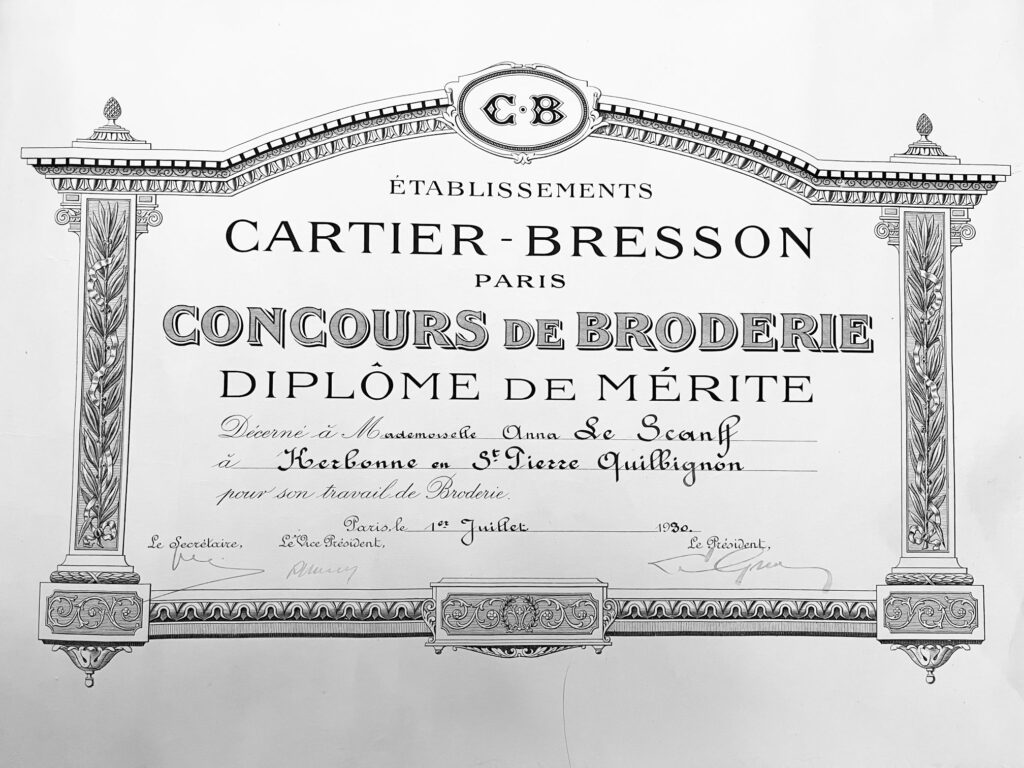 C·B
ÉTABLISSEMENTS
CARTIER-BRESSON
PARIS
CONCOURS DE BRODERIE
DIPLÔME DE MÉRITE
Décerné à Mademoiselle Anna Le Scanff
à Kerbonne en St Pierre Quilbignon
pour son travail de Broderie.
Paris, le 1er Juillet 1930.
Le Secrétaire, Le Vice Président, Le Président,